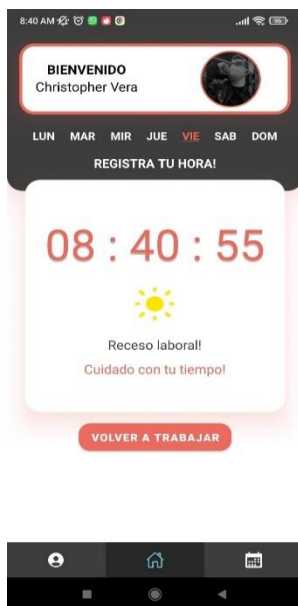 8:40 AM 96
BIENVENIDO
Christopher Vera
LUN MAR MIR JUE VIE SAB DOM
REGISTRA TU HORA!
08 : 40 : 55
Receso laboral!
Cuidado con tu tiempo!
VOLVER A TRABAJAR